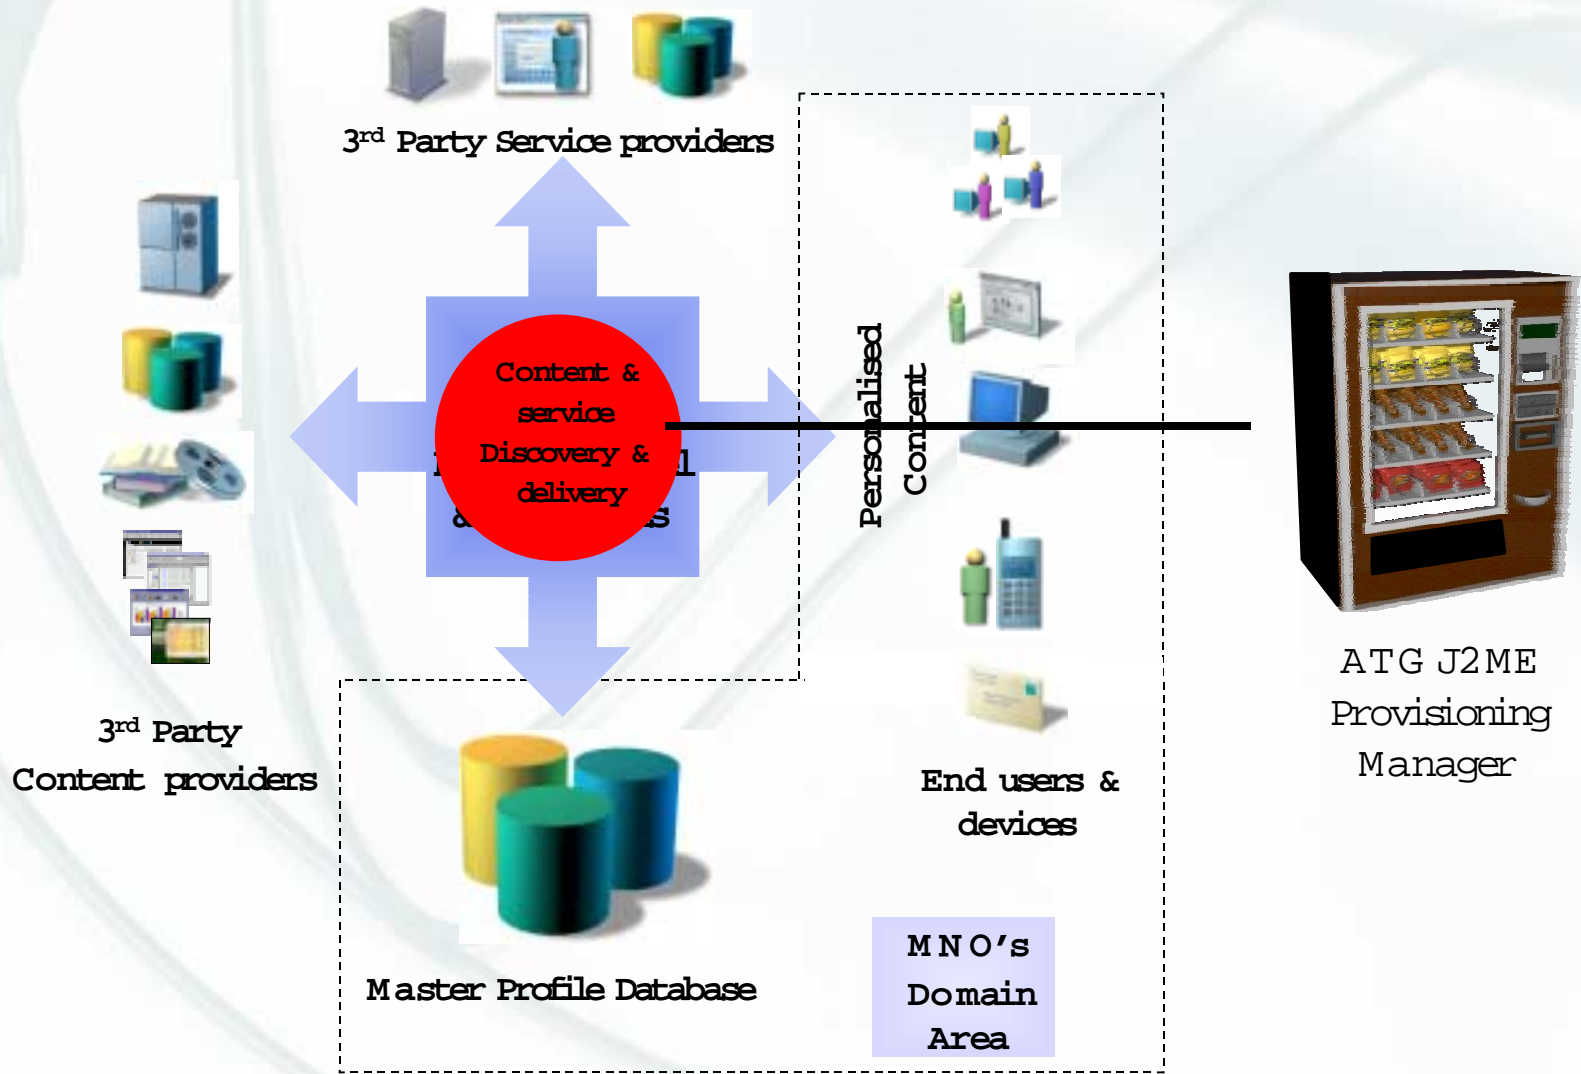 3rd Party Service providers
Content &
service
Discovery &
delivery
&
Personalised
Content
3rd Party
Content providers
End users &
devices
ATG J2ME
Provisioning
Manager
Master Profile Database
MNO's
Domain
Area